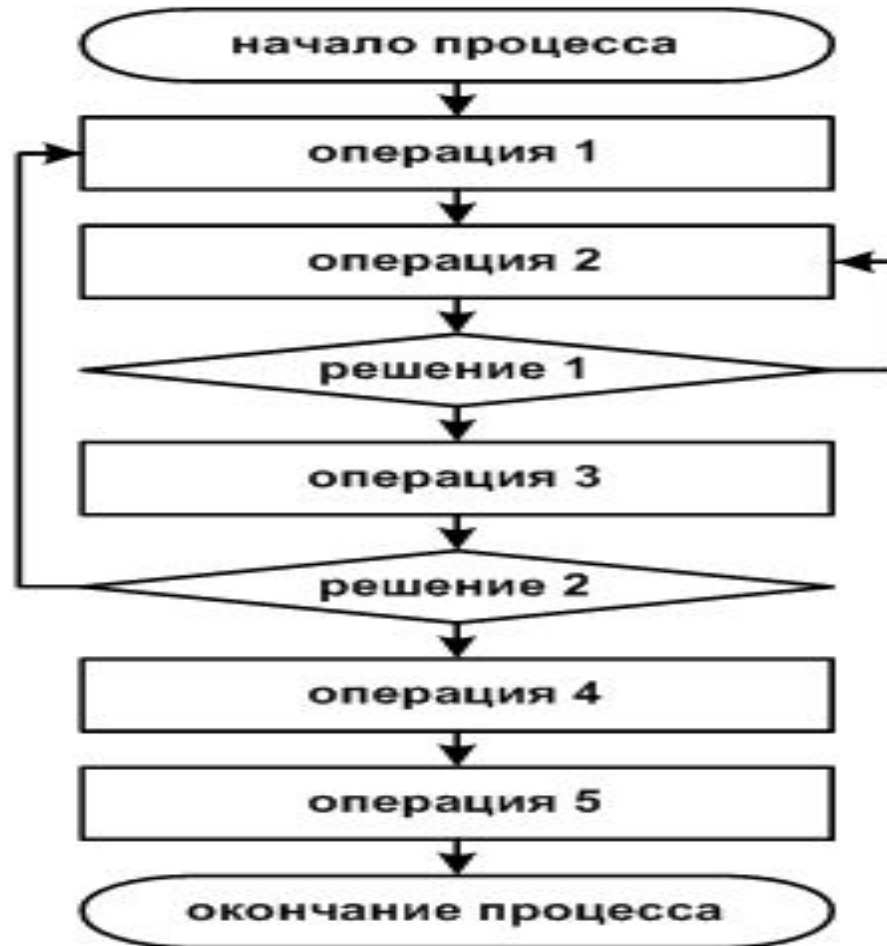 начало процесса
операция 1
операция 2
решение 1
операция 3
решение 2
операция 4
операция 5
окончание процесса